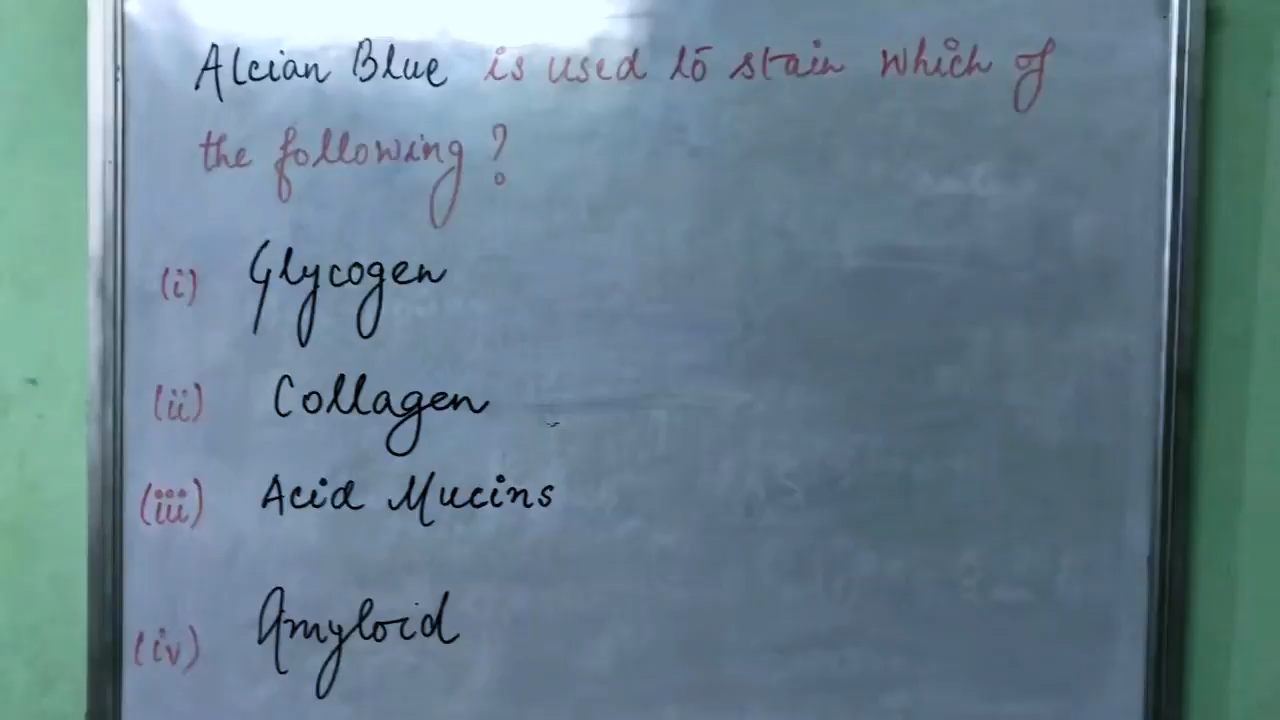 Alcian Blue is used to stain which of
the following ?
(i) Glycogen
(ii) Collagen
(iii) Acid Mucins
(iv) Amyloid